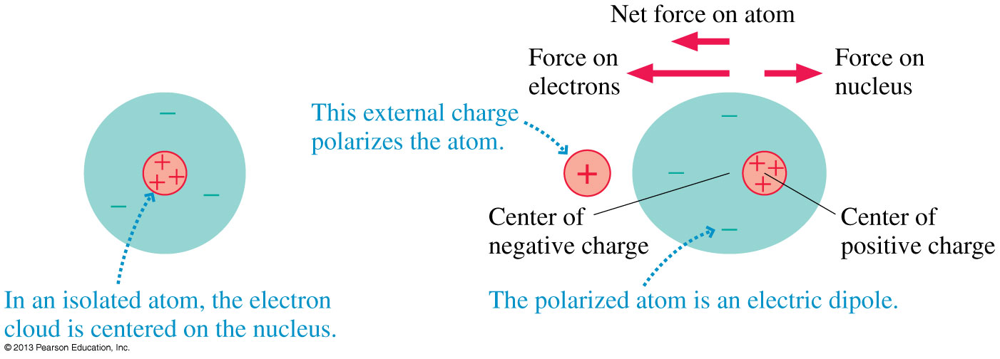 Net force on atom
Force on
electrons
Force on
nucleus
This external charge
polarizes the atom.
Center of
negative charge
Center of
positive charge
In an isolated atom, the electron
cloud is centered on the nucleus.
The polarized atom is an electric dipole.
© 2013 Pearson Education, Inc.